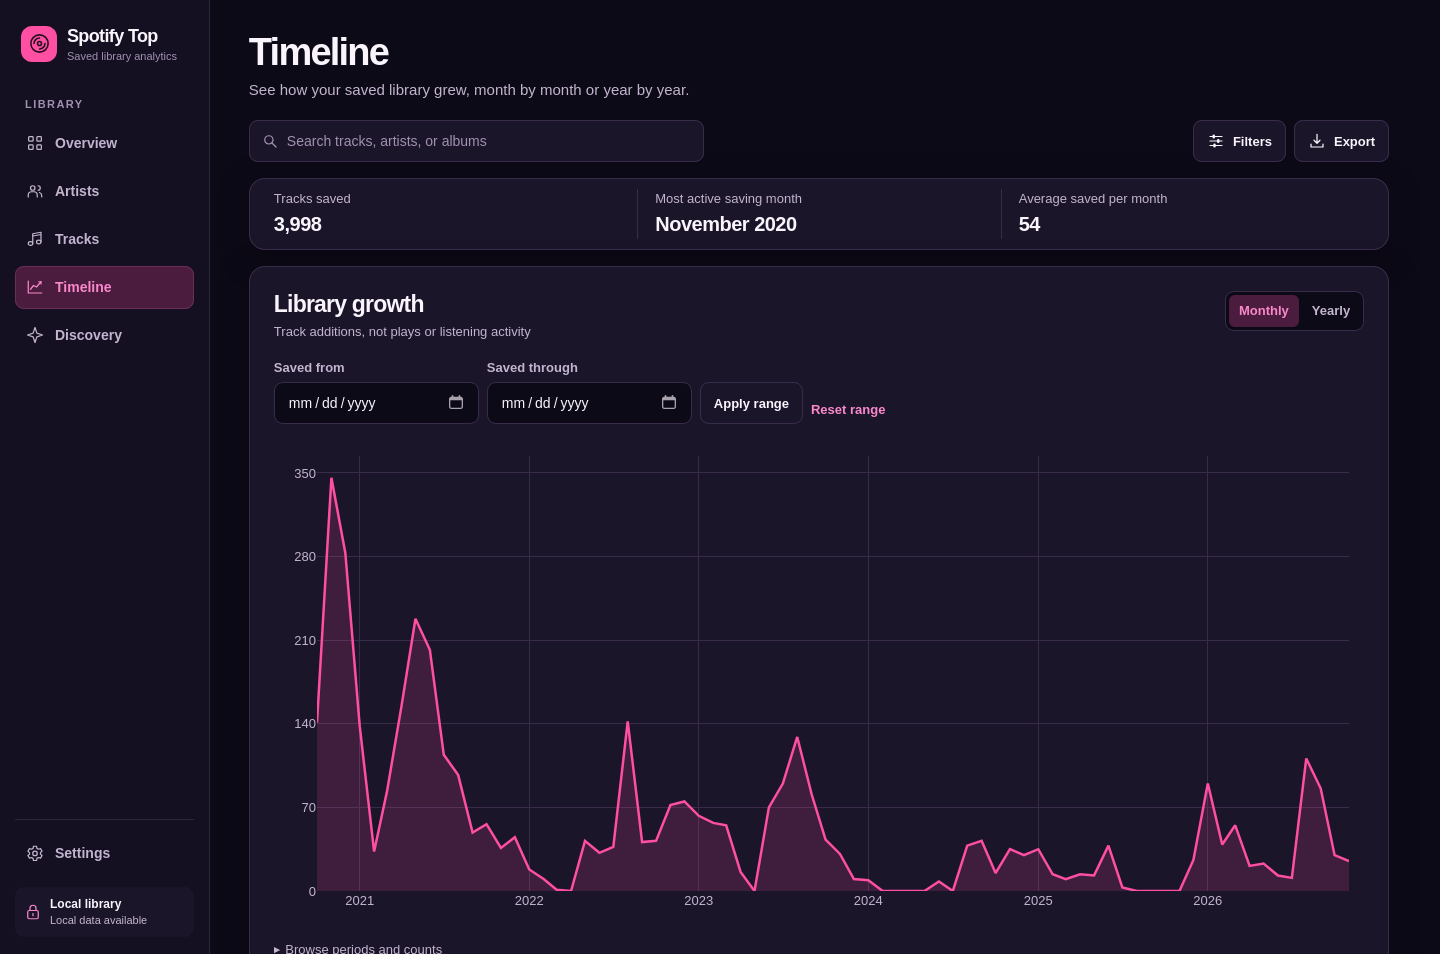 Spotify Top
Saved library analytics
LIBRARY
Overview
Artists
Tracks
Timeline
Discovery
Settings
Local library
Local data available
Timeline
See how your saved library grew, month by month or year by year.
Search tracks, artists, or albums
Filters
Export
Tracks saved
3,998
Most active saving month
November 2020
Average saved per month
54
Library growth
Track additions, not plays or listening activity
Monthly
Yearly
Saved from
Saved through
mm/dd/yyyy
mm/dd/yyyy
Apply range
Reset range
350
280
210
140
70
0
2021
2022
2023
2024
2025
2026
Browse periods and counts